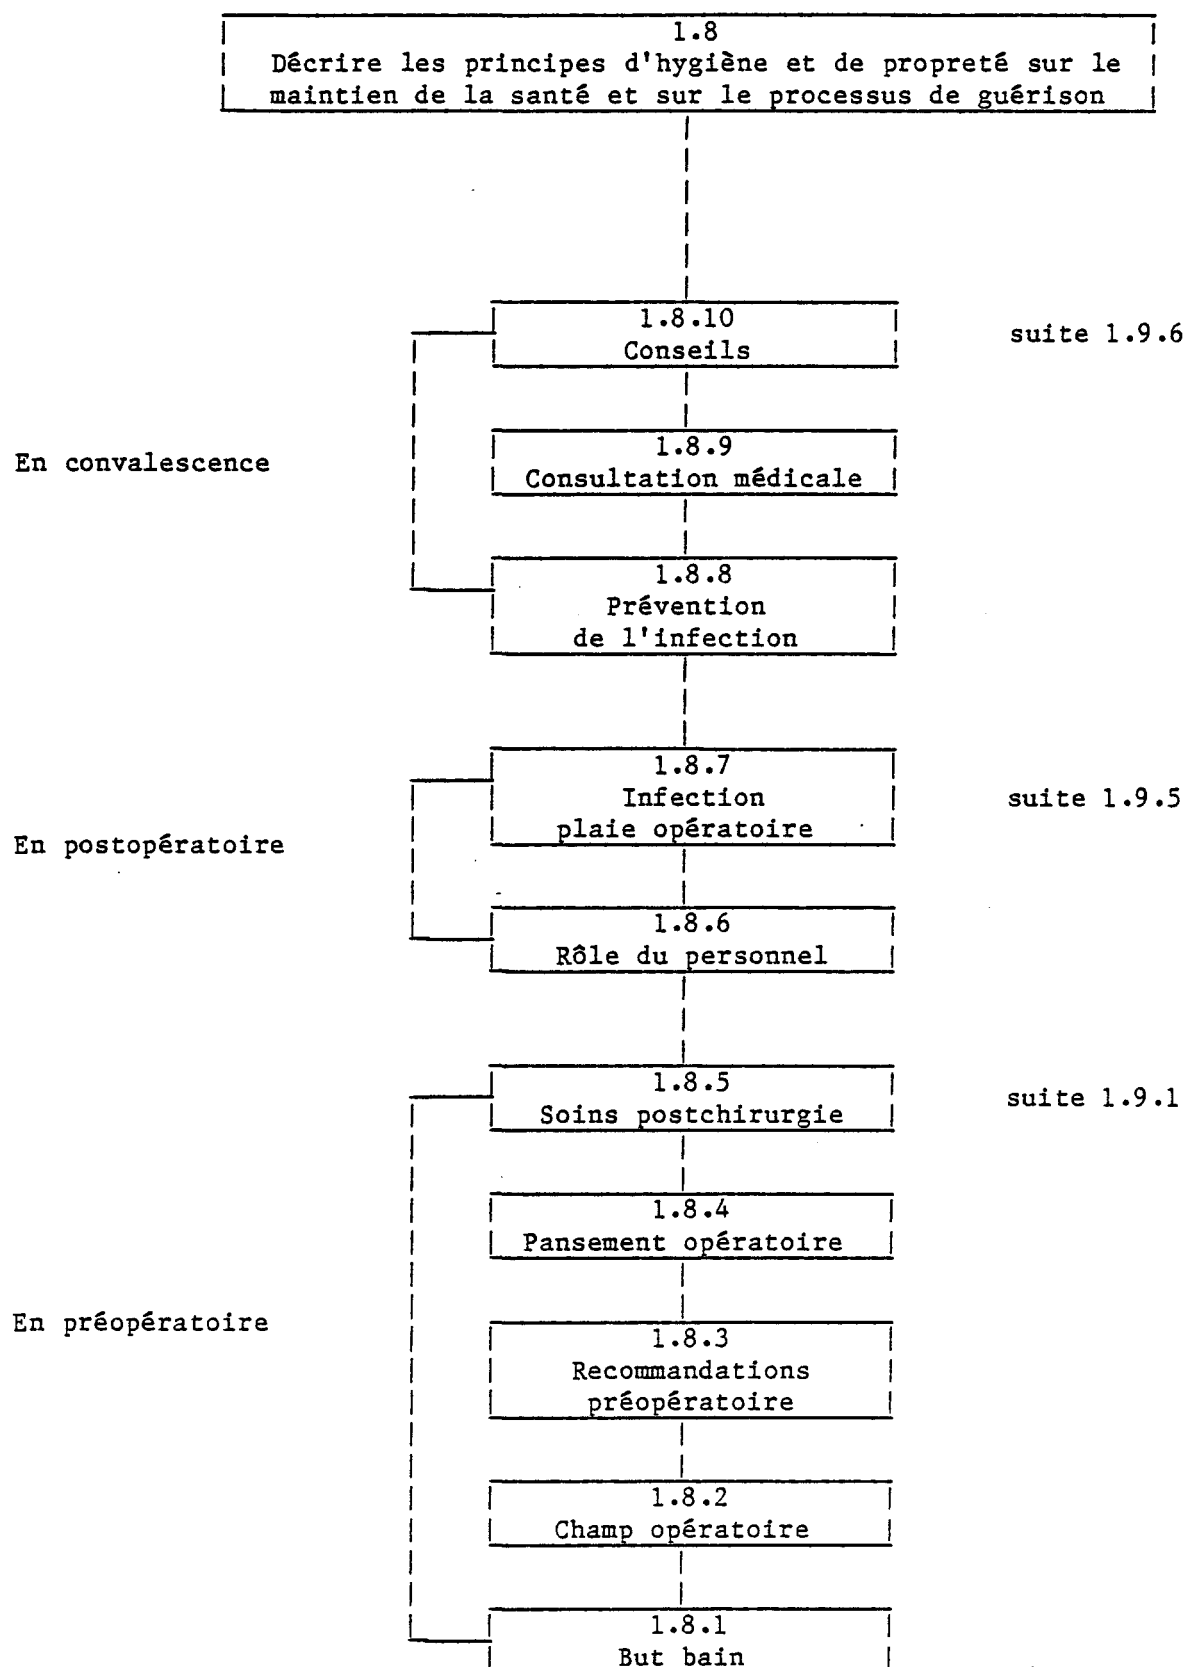 1.8
Décrire les principes d'hygiène et de propreté sur le
maintien de la santé et sur le processus de guérison
1.8.10
Conseils
suite 1.9.6
En convalescence
1.8.9
Consultation médicale
1.8.8
Prévention
de l'infection
1.8.7
Infection
plaie opératoire
suite 1.9.5
En postopératoire
1.8.6
Rôle du personnel
1.8.5
Soins postchirurgie
suite 1.9.1
1.8.4
Pansement opératoire
En préopératoire
1.8.3
Recommandations
préopératoire
1.8.2
Champ opératoire
1.8.1
But bain